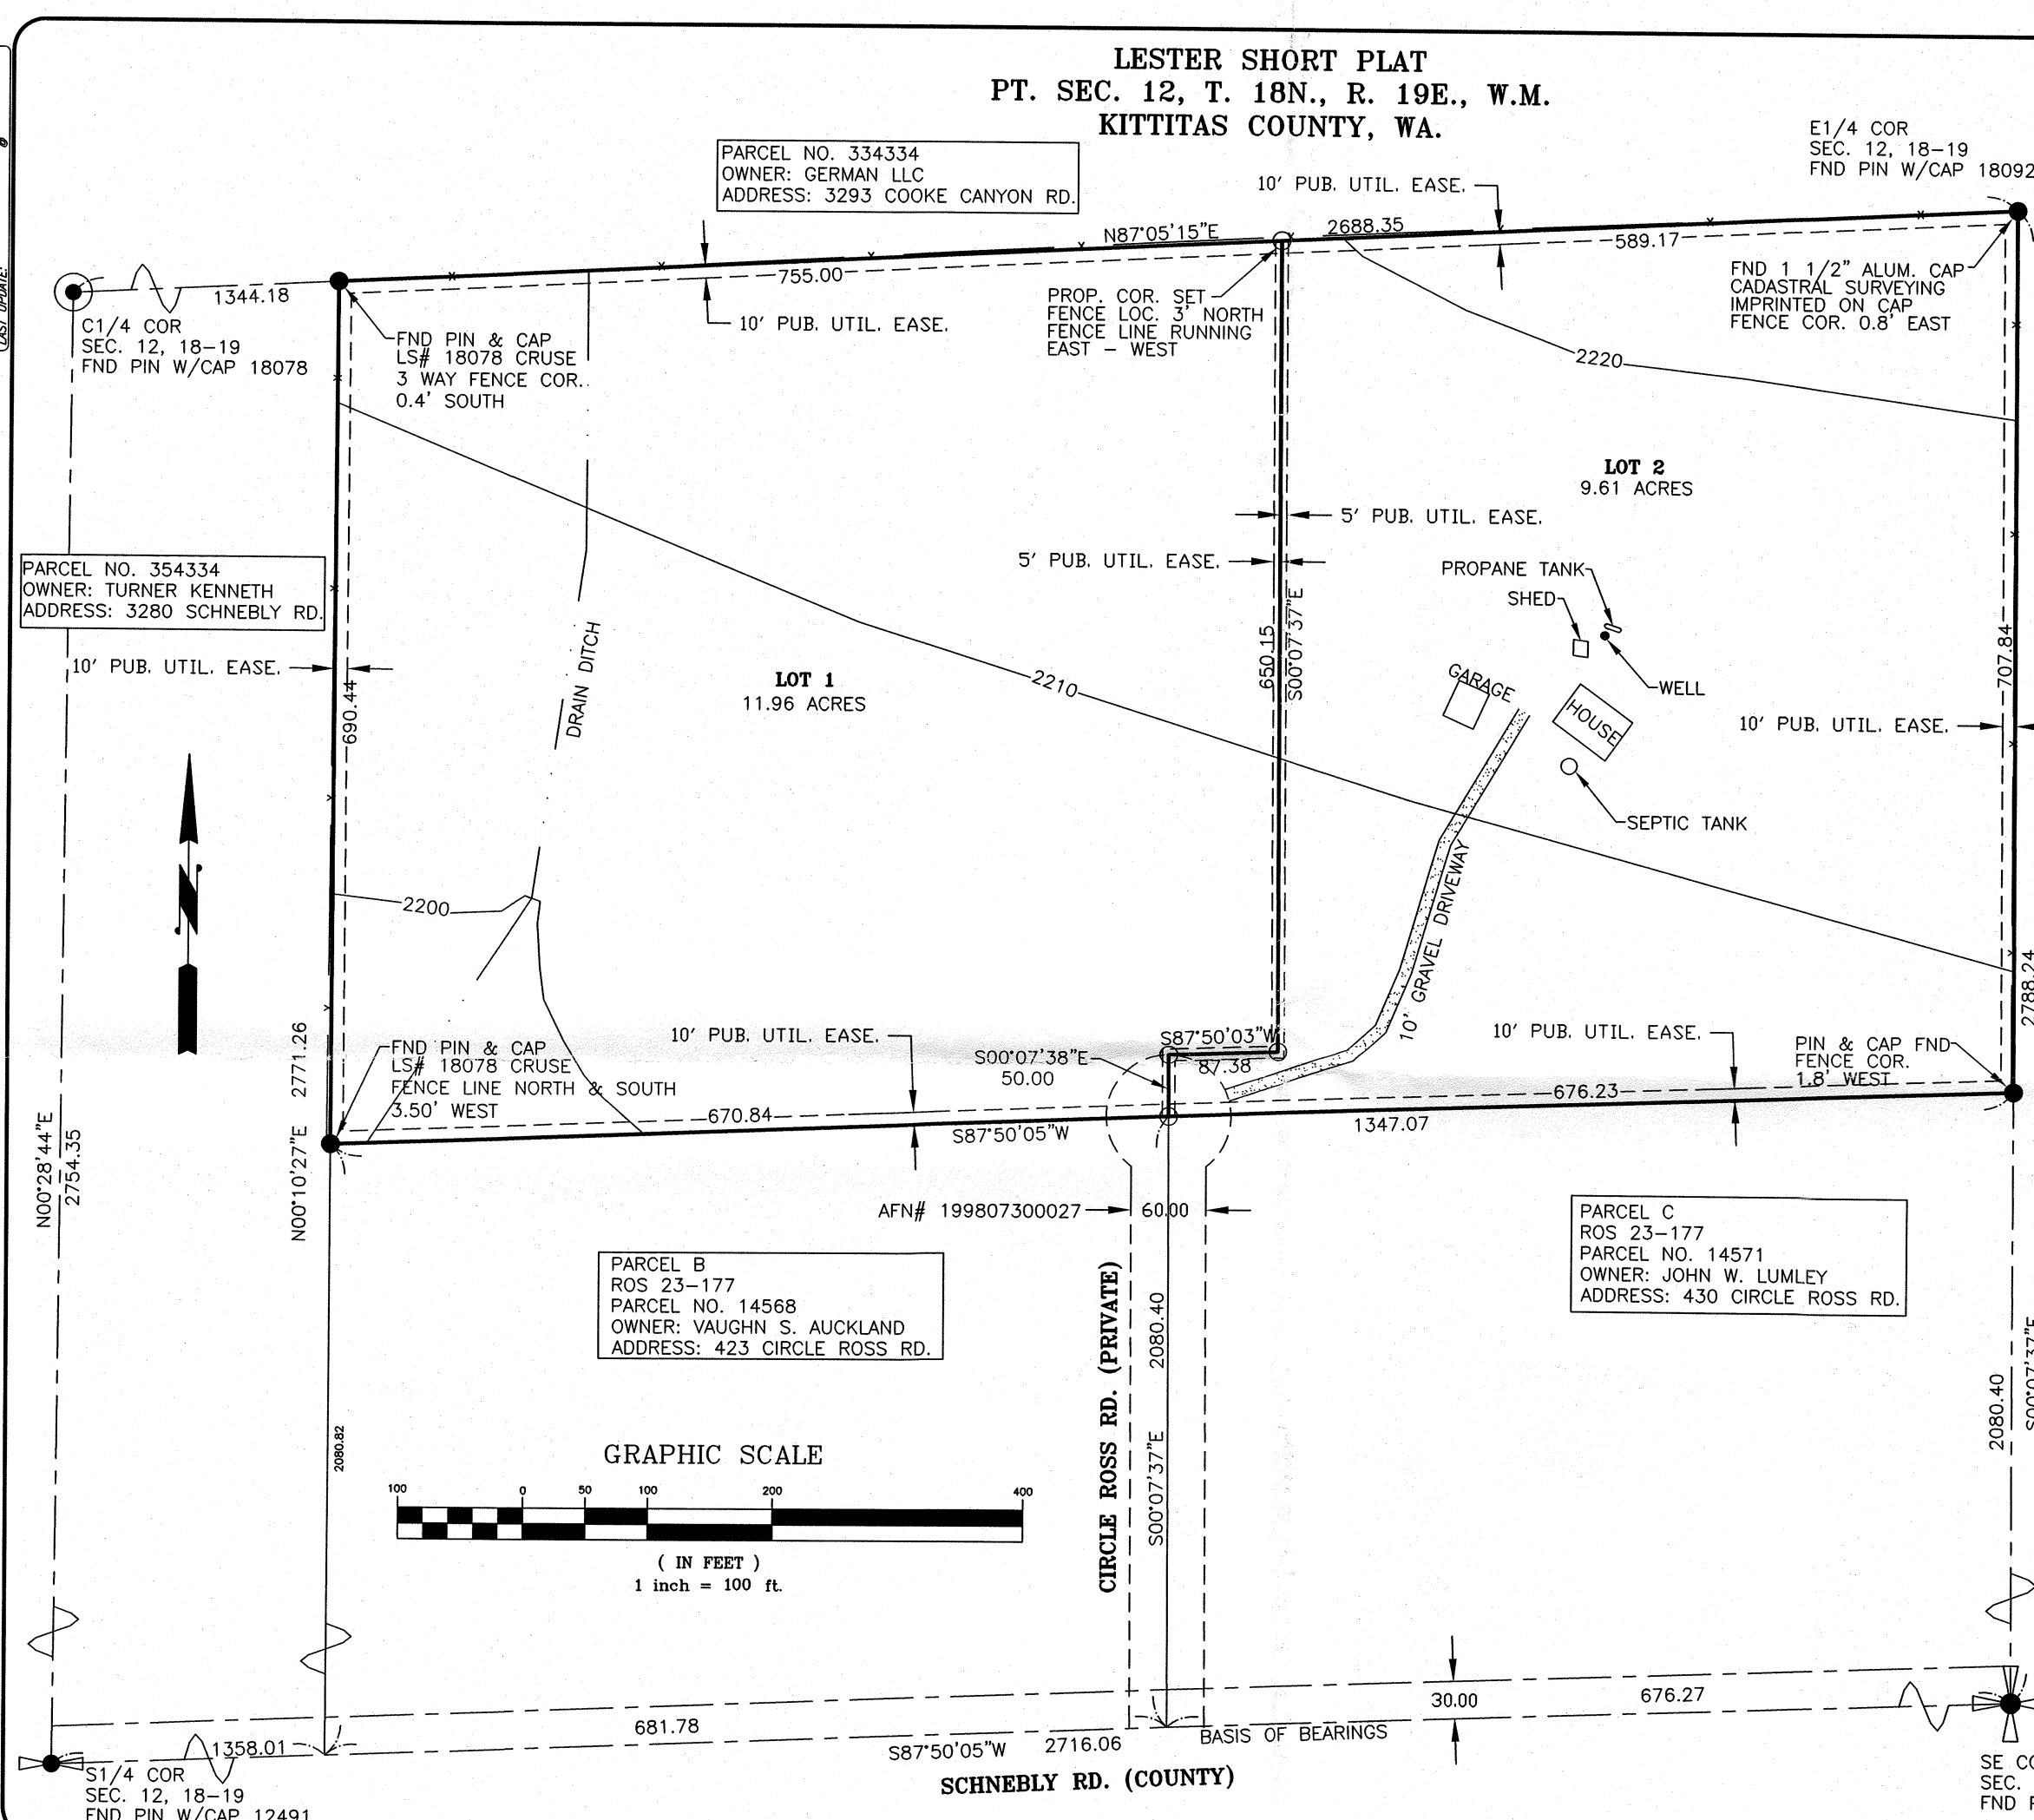 LESTER SHORT PLAT
PT. SEC. 12, T. 18N., R. 19E., W.M.
KITTITAS COUNTY, WA.
LAST UPDATE:
PARCEL NO. 334334
OWNER: GERMAN LLC
ADDRESS: 3293 COOKE CANYON RD.
E1/4 COR
SEC. 12, 18-19
FND PIN W/CAP 18092
10' PUB. UTIL. EASE.
N87°05'15"E
2688.35
589.17
755.00
1344.18
C1/4 COR
SEC. 12, 18-19
FND PIN W/CAP 18078
10' PUB. UTIL. EASE.
FND PIN & CAP
LS# 18078 CRUSE
3 WAY FENCE COR.
0.4' SOUTH
PROP. COR. SET
FENCE LOC. 3' NORTH
FENCE LINE RUNNING
EAST - WEST
FND 1 1/2" ALUM. CAP
CADASTRAL SURVEYING
IMPRINTED ON CAP
FENCE COR. 0.8' EAST
2220
LOT 2
9.61 ACRES
5' PUB. UTIL. EASE.
5' PUB. UTIL. EASE.
PROPANE TANK
SHED
WELL
GARAGE
HOUSE
SEPTIC TANK
PARCEL NO. 354334
OWNER: TURNER KENNETH
ADDRESS: 3280 SCHNEBLY RD.
10' PUB. UTIL. EASE.
690.44
DRAIN DITCH
LOT 1
11.96 ACRES
2210
650.15
S00°07'37"E
707.84
10' PUB. UTIL. EASE.
10' GRAVEL DRIVEWAY
2200
2788.24
FND PIN & CAP
LS# 18078 CRUSE
FENCE LINE NORTH & SOUTH
3.50' WEST
10' PUB. UTIL. EASE.
S00°07'38"E
50.00
S87°50'03"W
87.38
10' PUB. UTIL. EASE.
PIN & CAP FND
FENCE COR.
1.8' WEST
670.84
676.23
S87°50'05"W
1347.07
N00°28'44"E
2754.35
N00°10'27"E 2771.26
AFN# 199807300027
60.00
PARCEL B
ROS 23-177
PARCEL NO. 14568
OWNER: VAUGHN S. AUCKLAND
ADDRESS: 423 CIRCLE ROSS RD.
PARCEL C
ROS 23-177
PARCEL NO. 14571
OWNER: JOHN W. LUMLEY
ADDRESS: 430 CIRCLE ROSS RD.
CIRCLE ROSS RD. (PRIVATE)
S00°07'37"E 2080.40
2080.40
S00°07'37"E
2080.82
GRAPHIC SCALE
100 0 50 100 200 400
( IN FEET )
1 inch = 100 ft.
30.00
676.27
681.78
1358.01
S87°50'05"W 2716.06
BASIS OF BEARINGS
SCHNEBLY RD. (COUNTY)
S1/4 COR
SEC. 12, 18-19
FND PIN W/CAP 12491
SE CO
SEC.
FND